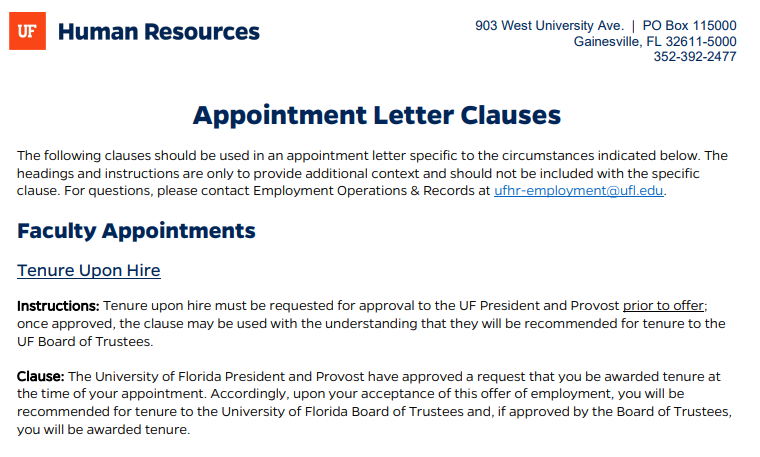 UF Human Resources
903 West University Ave. | PO Box 115000
Gainesville, FL 32611-5000
352-392-2477
Appointment Letter Clauses
The following clauses should be used in an appointment letter specific to the circumstances indicated below. The
headings and instructions are only to provide additional context and should not be included with the specific
clause. For questions, please contact Employment Operations & Records at ufhr-employment@ufl.edu.
Faculty Appointments
Tenure Upon Hire
Instructions: Tenure upon hire must be requested for approval to the UF President and Provost prior to offer;
once approved, the clause may be used with the understanding that they will be recommended for tenure to the
UF Board of Trustees.
Clause: The University of Florida President and Provost have approved a request that you be awarded tenure at
the time of your appointment. Accordingly, upon your acceptance of this offer of employment, you will be
recommended for tenure to the University of Florida Board of Trustees and, if approved by the Board of Trustees,
you will be awarded tenure.